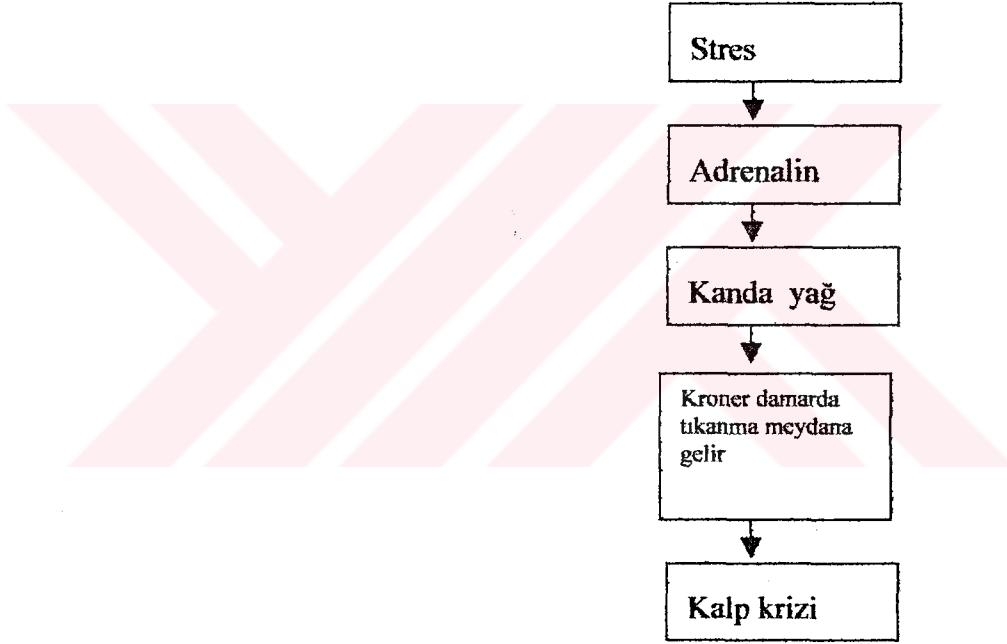 Stres
Adrenalin
Kanda yağ
Kroner damarda
tıkanma meydana
gelir
Kalp krizi